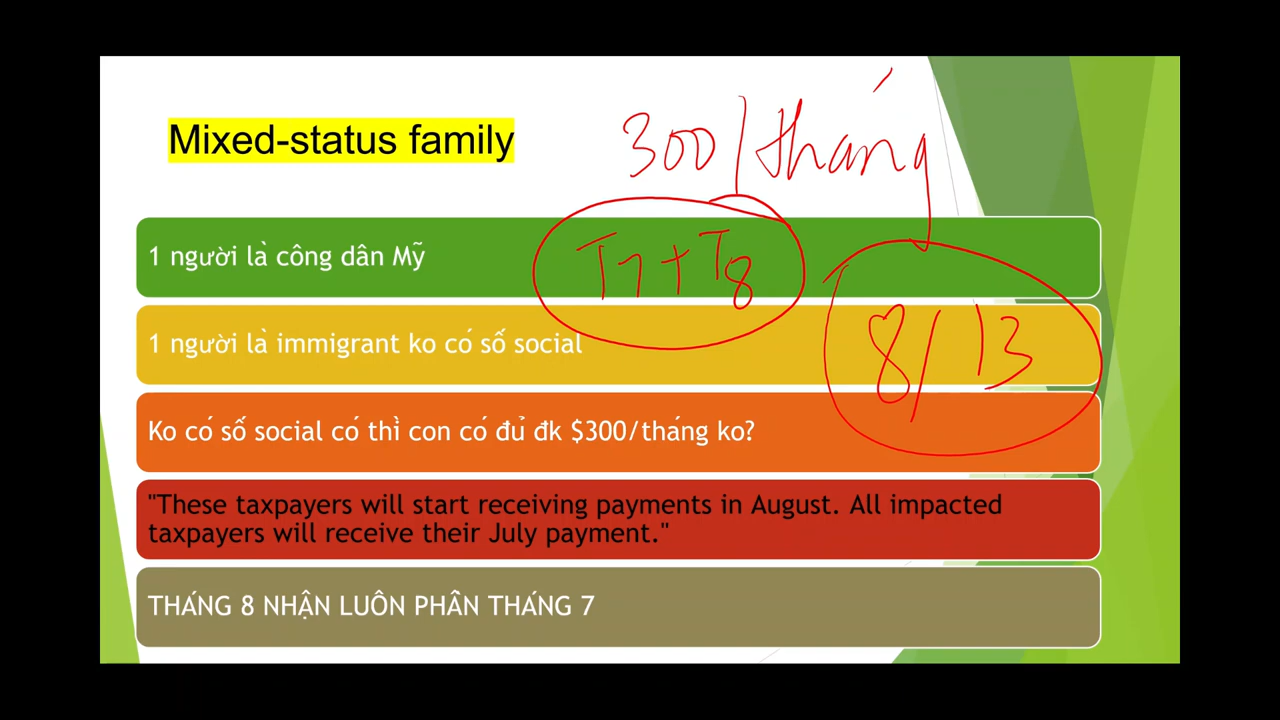 Mixed-status family
300/tháng
1 người là công dân Mỹ
T7+T8
1 người là immigrant ko có số social
8/13
Ko có số social có thì con có đủ đk $300/tháng ko?
"These taxpayers will start receiving payments in August. All impacted
taxpayers will receive their July payment."
THÁNG 8 NHẬN LUÔN PHẦN THÁNG 7